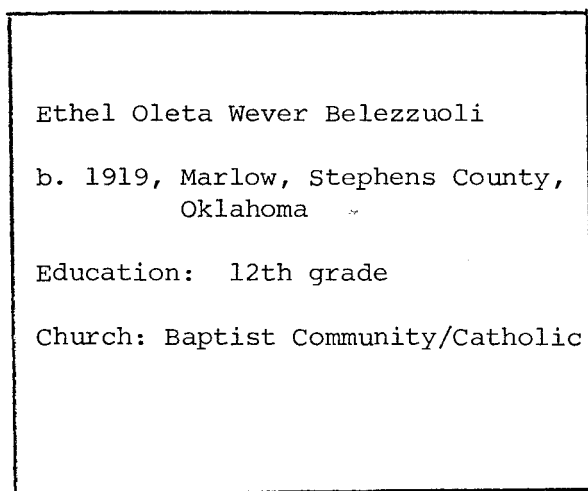 Ethel Oleta Wever Belezzuoli
b. 1919, Marlow, Stephens County,
Oklahoma
Education: 12th grade
Church: Baptist Community/Catholic